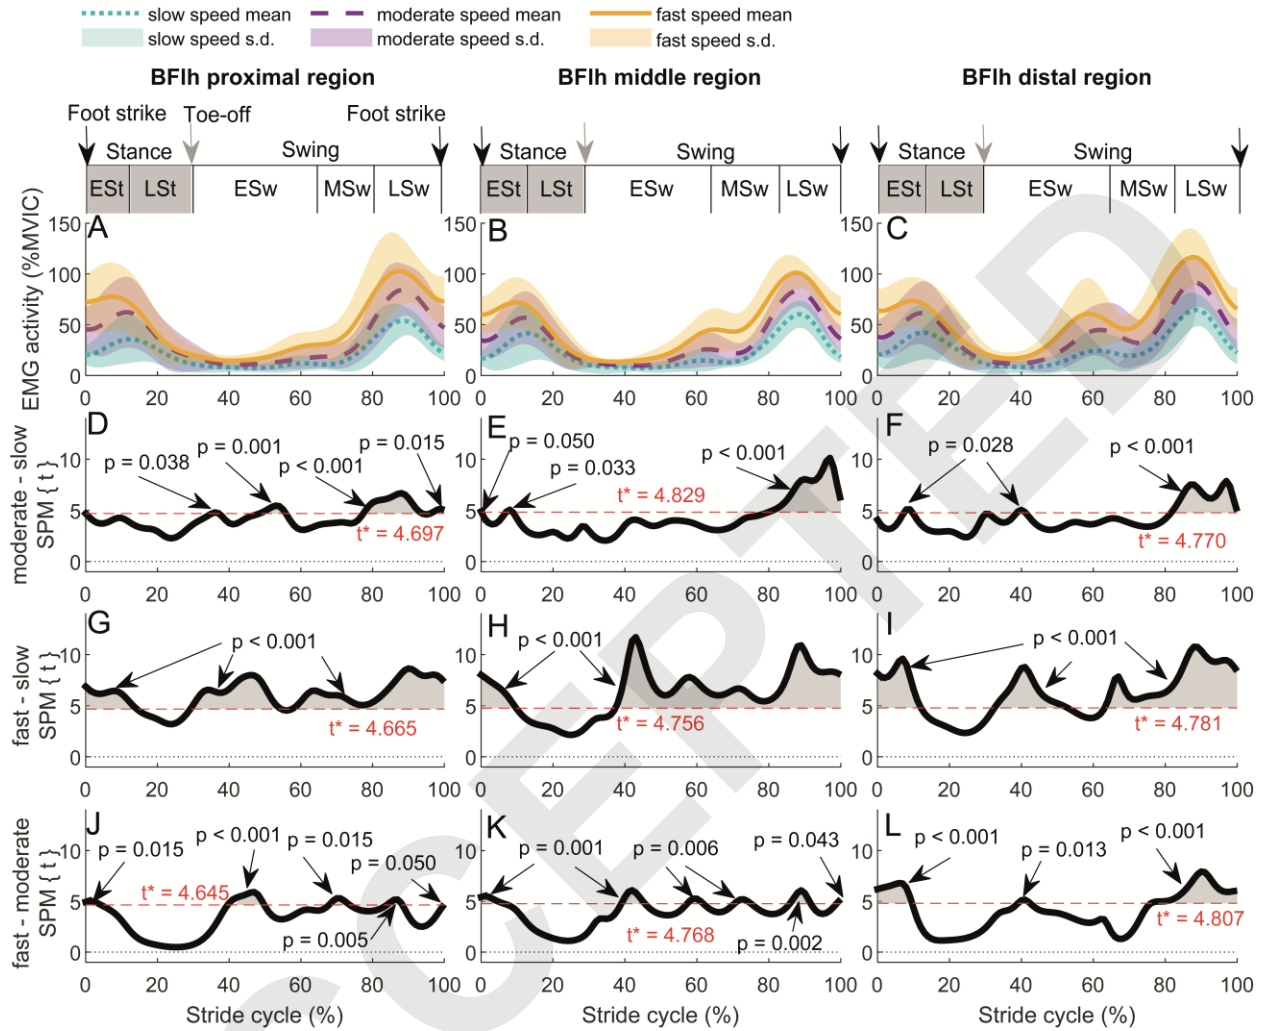 slow speed mean moderate speed mean fast speed mean
slow speed s.d. moderate speed s.d. fast speed s.d.
BFlh proximal region BFlh middle region BFlh distal region
Foot strike Toe-off Foot strike
Stance Swing Stance Swing Stance Swing
ESt LSt ESw MSw LSw ESt LSt ESw MSw LSw ESt LSt ESw MSw LSw
EMG activity (%MVIC)
A
150
100
50
0
0 20 40 60 80 100
B
0 20 40 60 80 100
C
0 20 40 60 80 100
moderate - slow
SPM { t }
D
10
5
0
p = 0.038
p = 0.001
p < 0.001
p = 0.015
t* = 4.697
0 20 40 60 80 100
E
10
5
0
p = 0.050
p = 0.033
p < 0.001
t* = 4.829
0 20 40 60 80 100
F
10
5
0
p = 0.028
p < 0.001
t* = 4.770
0 20 40 60 80 100
fast - slow
SPM { t }
G
10
5
0
p < 0.001
t* = 4.665
0 20 40 60 80 100
H
10
5
0
p < 0.001
t* = 4.756
0 20 40 60 80 100
I
10
5
0
p < 0.001
t* = 4.781
0 20 40 60 80 100
fast - moderate
SPM { t }
J
10
5
0
p = 0.015
p < 0.001
p = 0.015
p = 0.050
t* = 4.645
p = 0.005
0 20 40 60 80 100
Stride cycle (%)
K
10
5
0
p = 0.001
p = 0.006
p = 0.043
t* = 4.768
p = 0.002
0 20 40 60 80 100
Stride cycle (%)
L
10
5
0
p < 0.001
p = 0.013
p < 0.001
t* = 4.807
0 20 40 60 80 100
Stride cycle (%)
CCEPTED